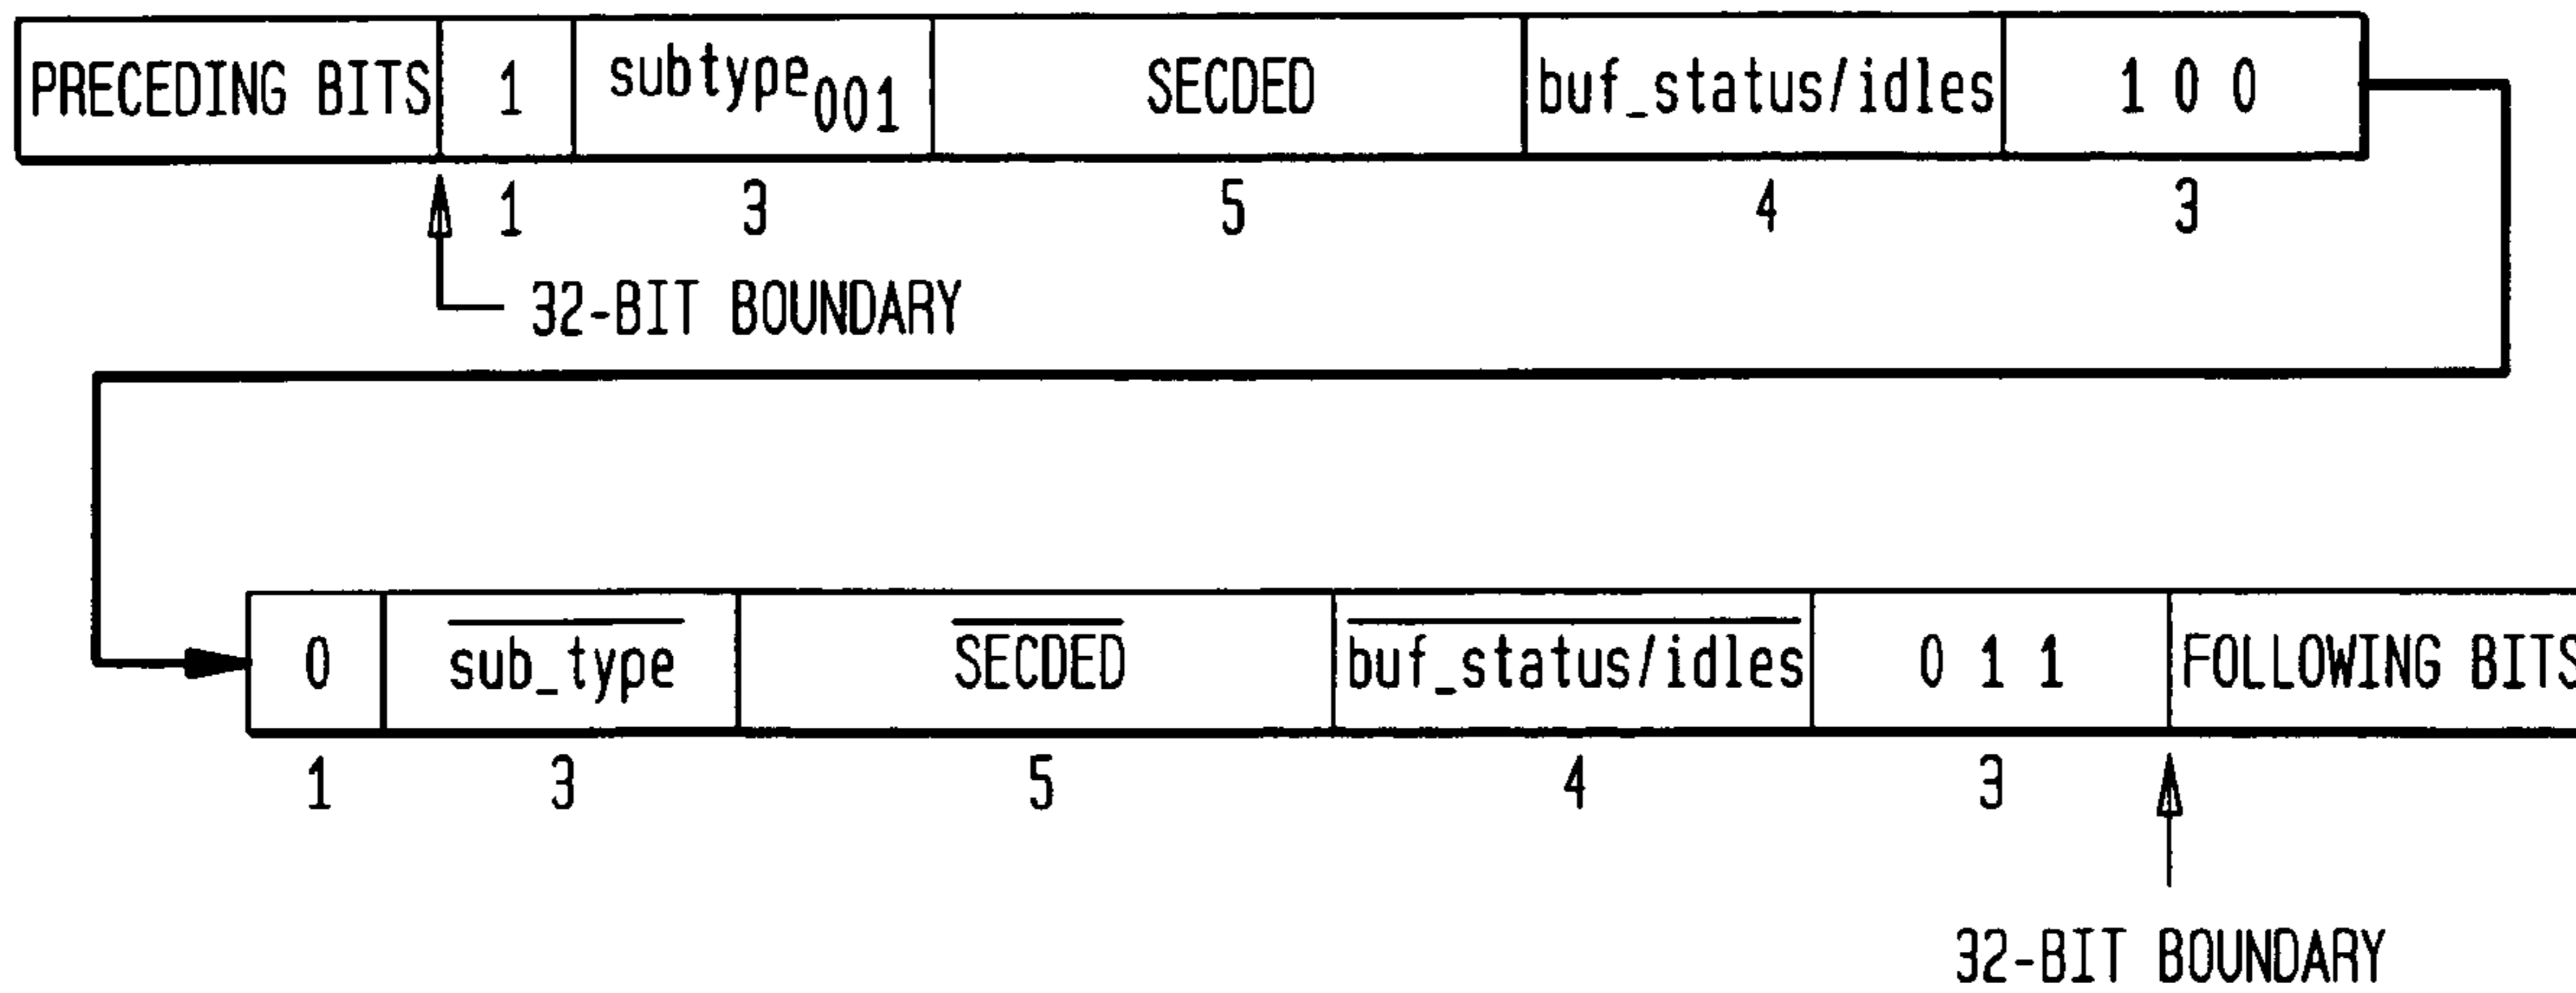 PRECEDING BITS 1 subtype001 SECDED buf_status/idles 1 0 0
1 3 5 4 3
32-BIT BOUNDARY
0 sub_type SECDED buf_status/idles 0 1 1 FOLLOWING BITS
1 3 5 4 3
32-BIT BOUNDARY